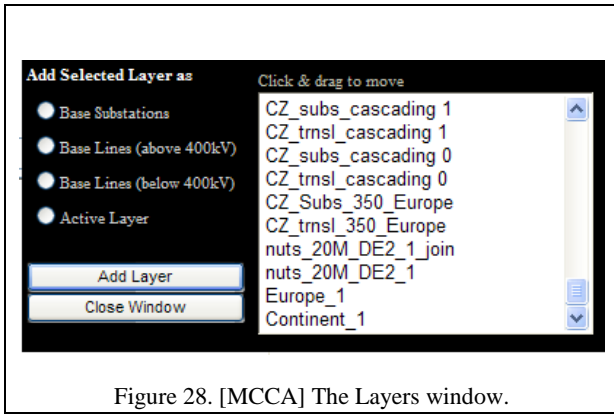 Add Selected Layer as
Base Substations
Base Lines (above 400kV)
Base Lines (below 400kV)
Active Layer
Add Layer
Close Window
Click & drag to move
CZ_subs_cascading 1
CZ_trnsl_cascading 1
CZ_subs_cascading 0
CZ_trnsl_cascading 0
CZ_Subs_350_Europe
CZ_trnsl_350_Europe
nuts_20M_DE2_1_join
nuts_20M_DE2_1
Europe_1
Continent_1
Figure 28. [MCCA] The Layers window.